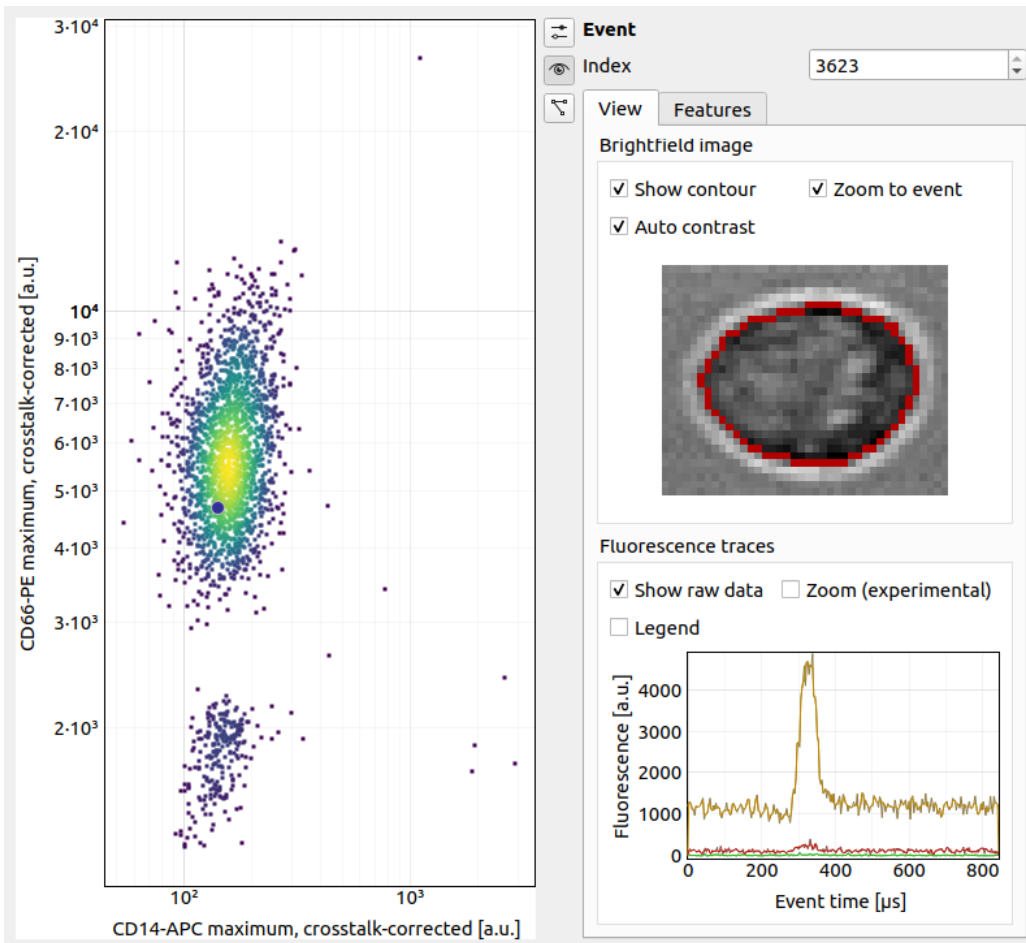 3·10⁴
2·10⁴
10⁴
9·10³
8·10³
7·10³
6·10³
5·10³
4·10³
3·10³
2·10³
CD66-PE maximum, crosstalk-corrected [a.u.]
10² 10³
CD14-APC maximum, crosstalk-corrected [a.u.]
Event
Index 3623
View Features
Brightfield image
Show contour Zoom to event
Auto contrast
Fluorescence traces
Show raw data Zoom (experimental)
Legend
Fluorescence [a.u.]
4000
3000
2000
1000
0
0 200 400 600 800
Event time [µs]